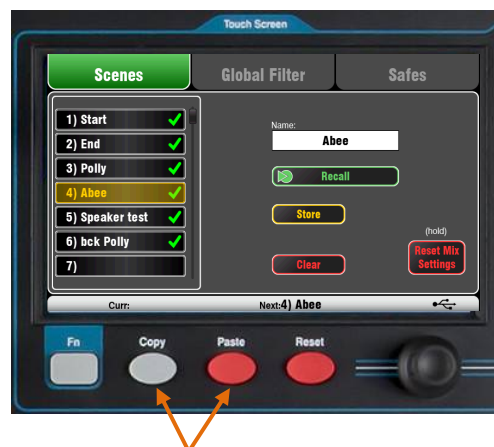 Touch Screen
Scenes
Global Filter
Safes
1) Start
2) End
3) Polly
4) Abee
5) Speaker test
6) bck Polly
7)
Name:
Abee
Recall
Store
Clear
(hold)
Reset Mix
Settings
Curr:
Next:4) Abee
Fn
Copy
Paste
Reset